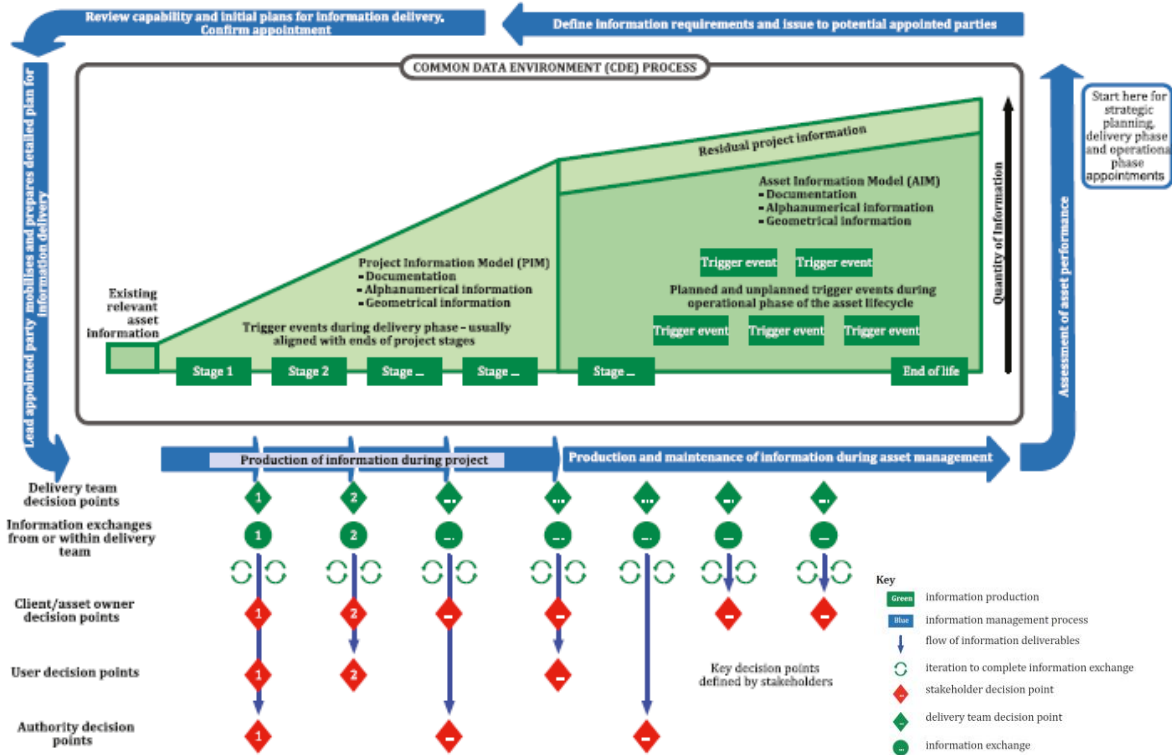 Review capability and initial plans for information delivery.
Confirm appointment
Define information requirements and issue to potential appointed parties
Lead appointed party mobilises and prepares detailed plan for
information delivery
COMMON DATA ENVIRONMENT (CDE) PROCESS
Start here for
strategic
planning,
delivery phase
and operationa
phase
appointments
Assessment of asset performance
Quantity of Information
Residual project information
Asset Information Model (AIM)
- Documentation
- Alphanumerical information
- Geometrical information
Project Information Model (PIM)
- Documentation
- Alphanumerical information
- Geometrical information
Existing
relevant
asset
information
Trigger event
Trigger event
Planned and unplanned trigger events during
operational phase of the asset lifecycle
Trigger event
Trigger event
Trigger event
Trigger events during delivery phase – usually
aligned with ends of project stages
Stage 1
Stage 2
Stage ...
Stage ...
Stage ...
End of life
Production of information during project
Production and maintenance of information during asset management
Delivery team
decision points
1
2
...
...
...
...
...
Information exchanges
from or within delivery
team
1
2
...
...
...
...
...
Client/asset owner
decision points
1
2
...
...
...
...
User decision points
1
2
...
Key decision points
defined by stakeholders
Authority decision
points
1
...
...
Key
Green
information production
Blue
information management process
flow of information deliverables
iteration to complete information exchange
...
stakeholder decision point
...
delivery team decision point
...
information exchange